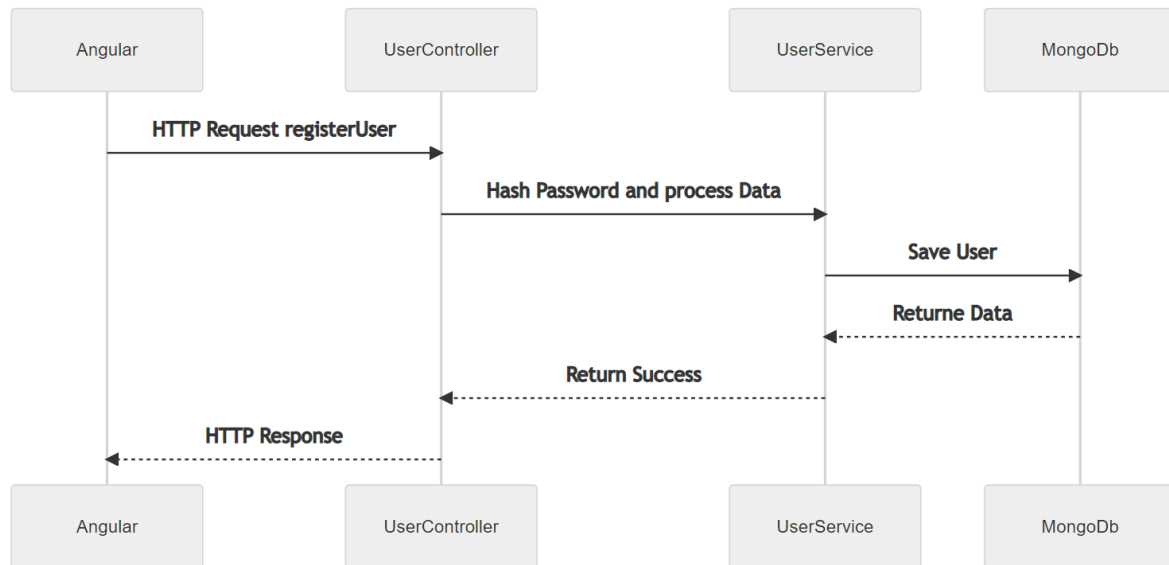 Angular
UserController
UserService
MongoDb
HTTP Request registerUser
Hash Password and process Data
Save User
Returne Data
Return Success
HTTP Response
Angular
UserController
UserService
MongoDb